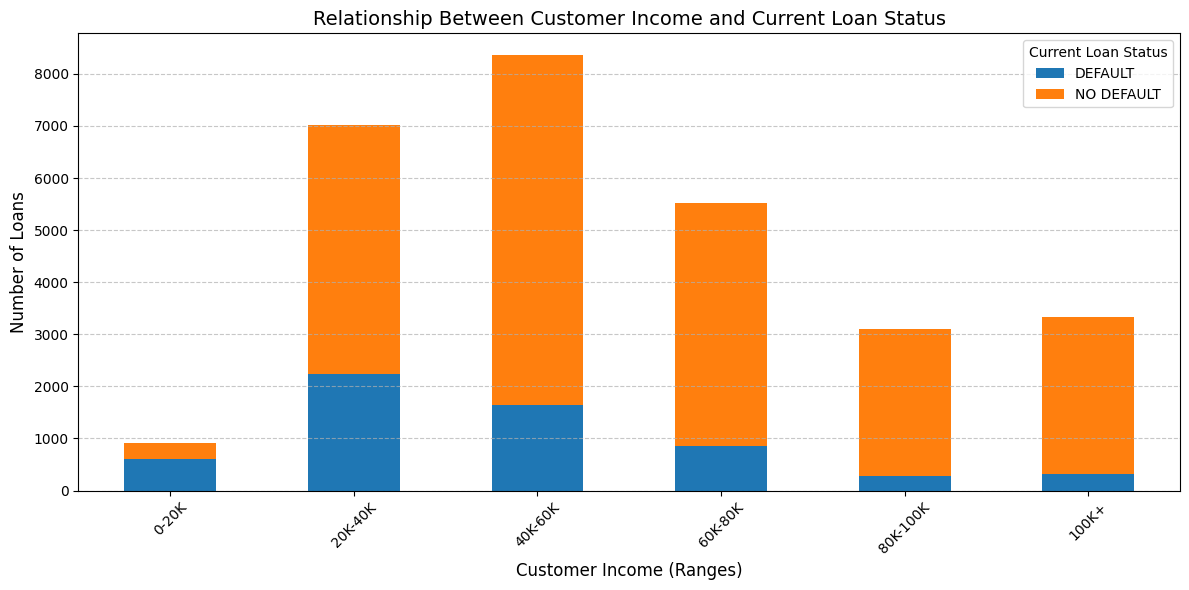 Relationship Between Customer Income and Current Loan Status
Current Loan Status
DEFAULT
NO DEFAULT
Number of Loans
8000
7000
6000
5000
4000
3000
2000
1000
0
0-20K
20K-40K
40K-60K
60K-80K
80K-100K
100K+
Customer Income (Ranges)